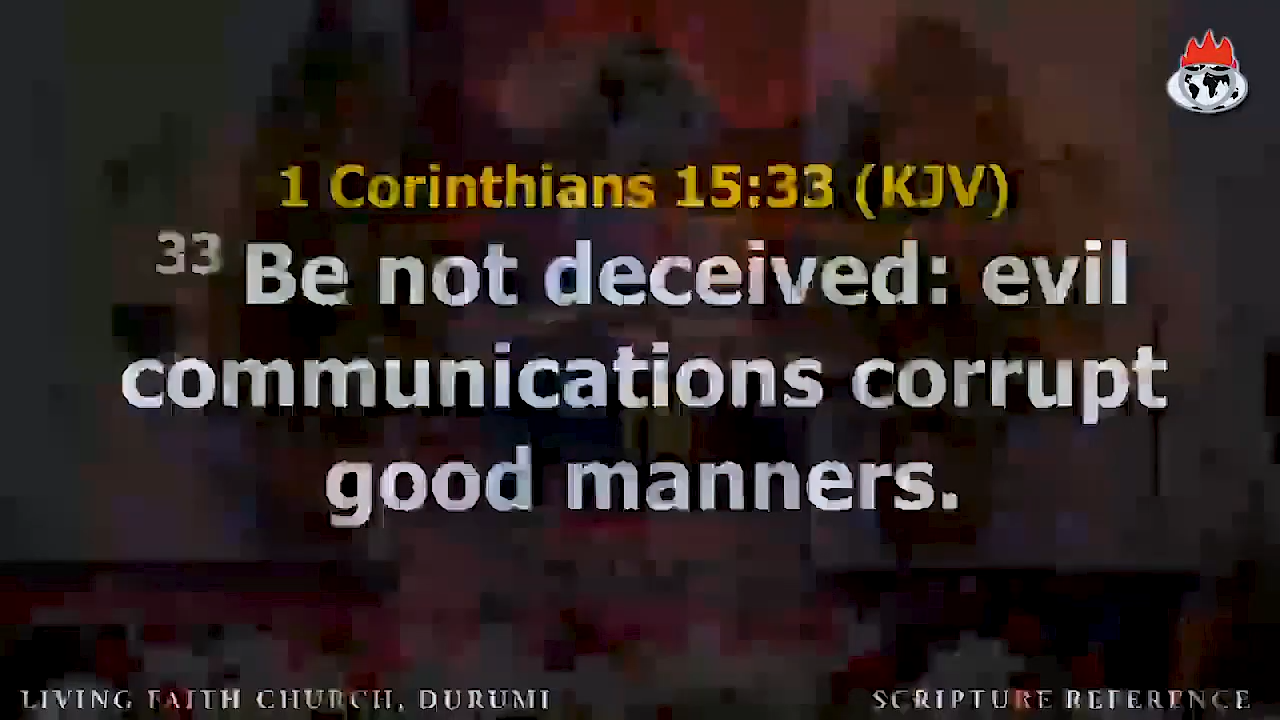 1 Corinthians 15:33 (KJV)
33 Be not deceived: evil
communications corrupt
good manners.
LIVING FAITH CHURCH, DURUMI
SCRIPTURE REFERENCE